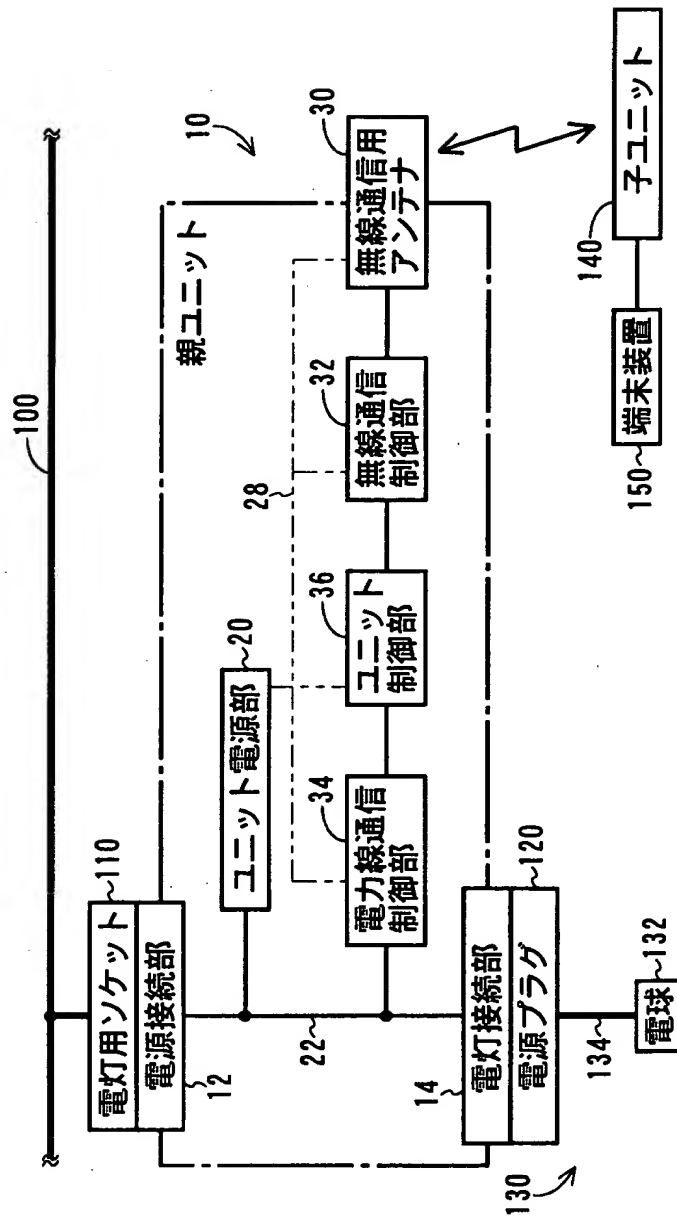 100
電灯用ソケット
110
電源接続部
12
親ユニット
10
ユニット電源部
20
22
28
電力線通信
制御部
34
ユニット
制御部
36
無線通信
制御部
32
無線通信用
アンテナ
30
電灯接続部
14
電源プラグ
120
134
電球
132
130
子ユニット
140
端末装置
150